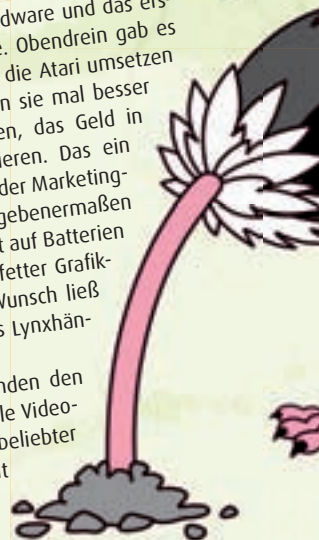 dware und das ers-
e. Obendrein gab es
die Atari umsetzen
n sie mal besser
en, das Geld in
ieren. Das ein
der Marketing-
gebenermaßen
t auf Batterien
fetter Grafik-
Wunsch ließ
s Lynxhän-
nden den
le Video-
beliebter
t